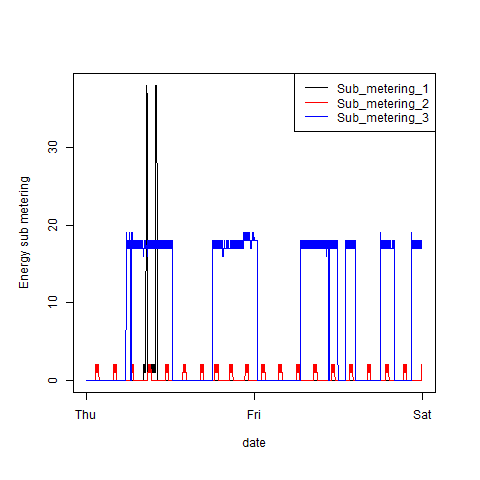 Sub_metering_1
Sub_metering_2
Sub_metering_3
Energy sub metering
30
20
10
0
Thu Fri Sat
date